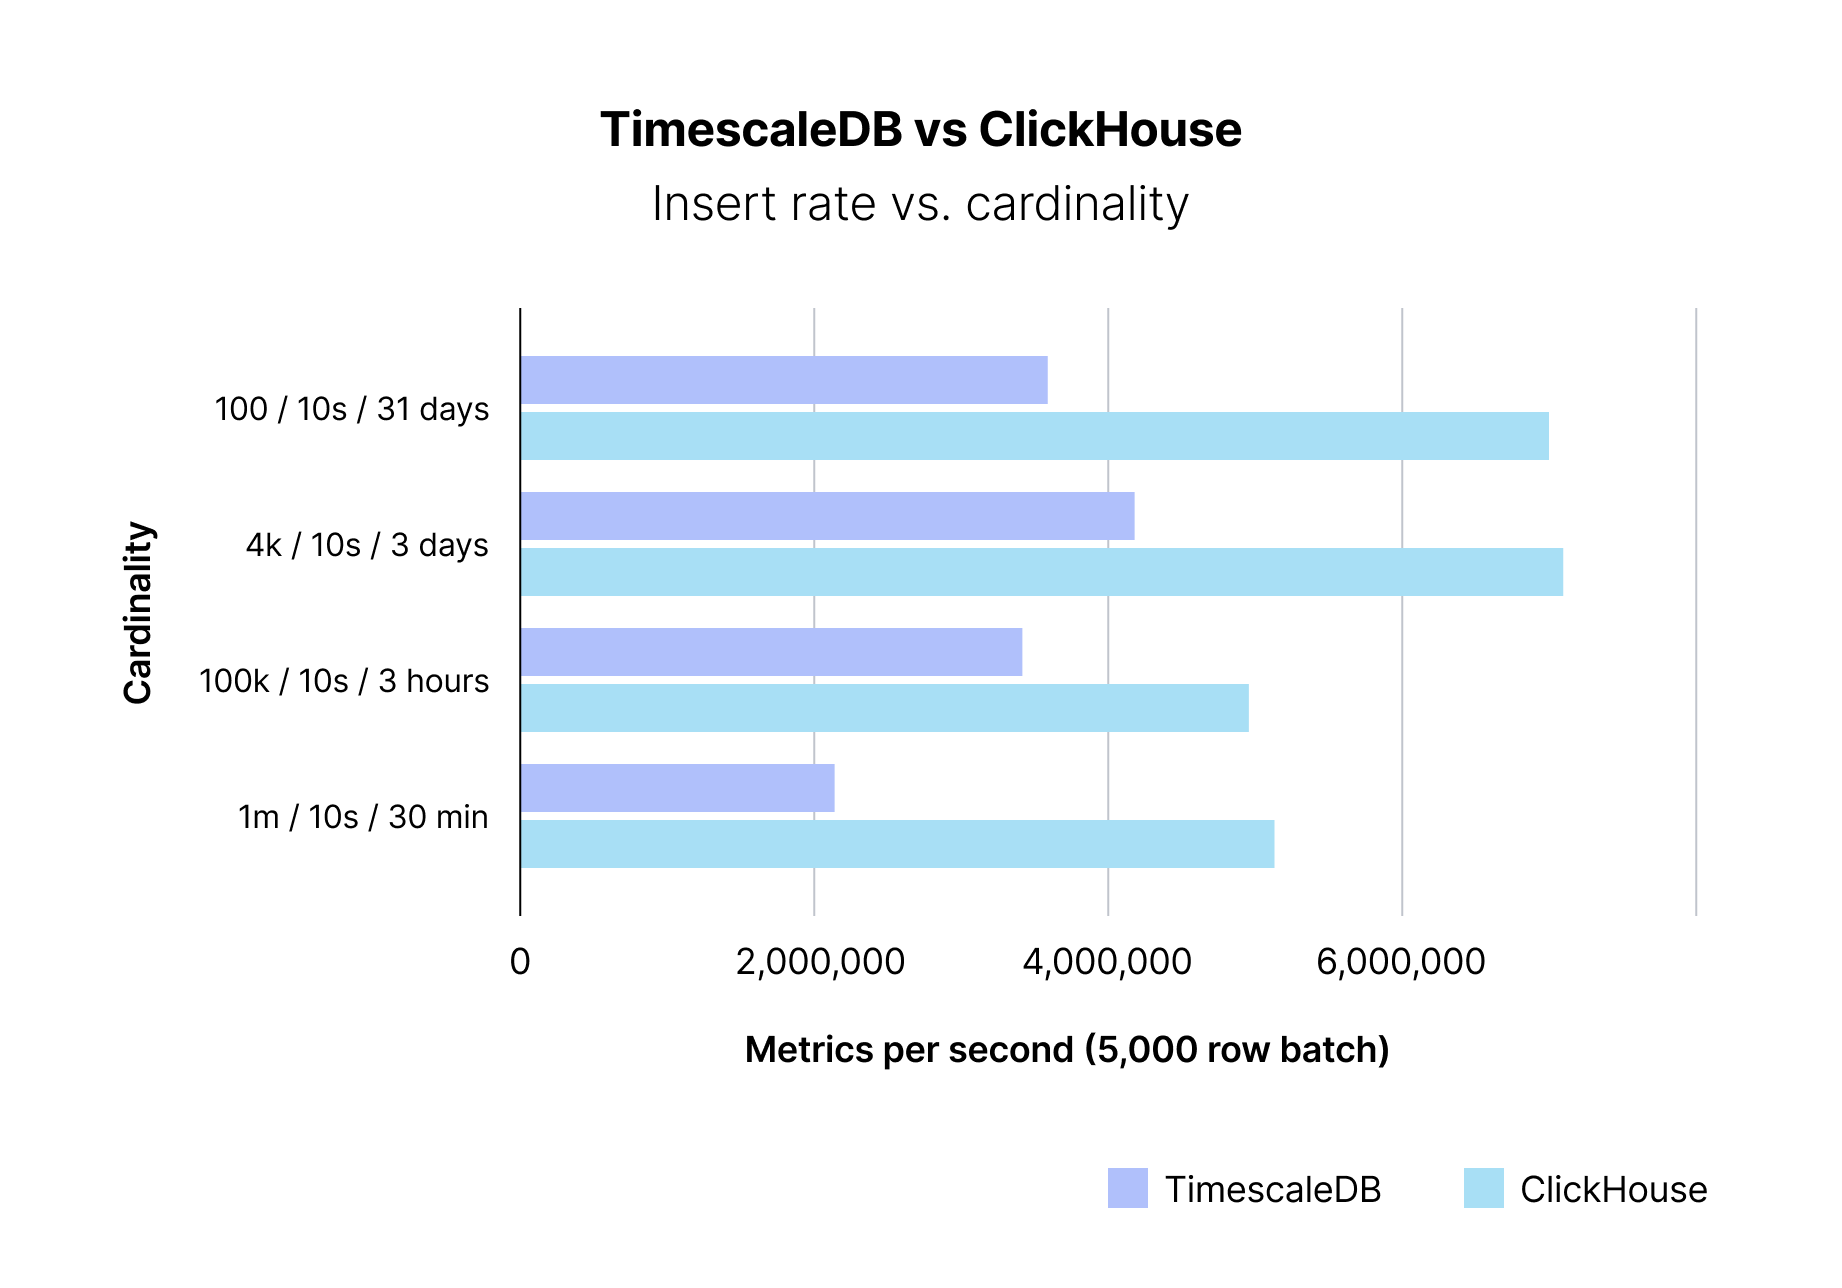 TimescaleDB vs ClickHouse
Insert rate vs. cardinality
Cardinality
100 / 10s / 31 days
4k / 10s / 3 days
100k / 10s / 3 hours
1m / 10s / 30 min
0
2,000,000
4,000,000
6,000,000
Metrics per second (5,000 row batch)
TimescaleDB
ClickHouse